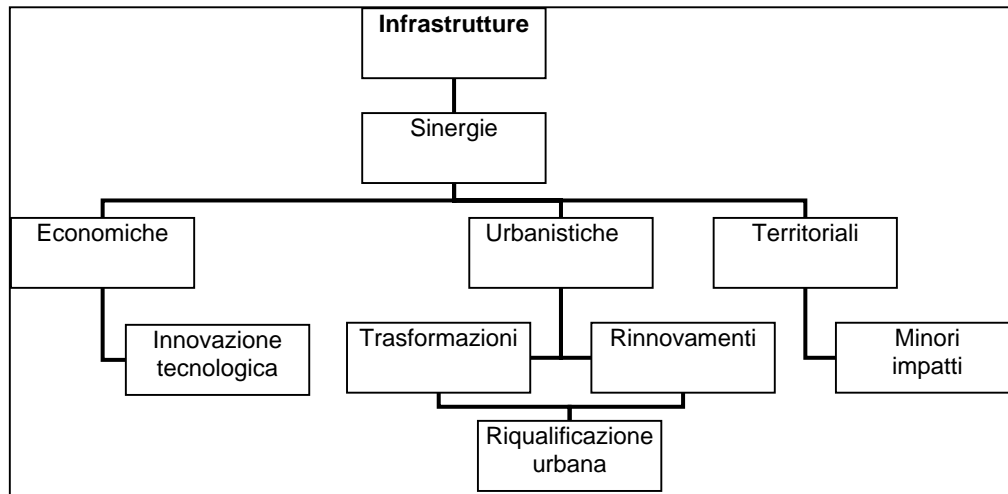 Infrastrutture
Sinergie
Economiche
Urbanistiche
Territoriali
Innovazione
tecnologica
Trasformazioni
Rinnovamenti
Minori
impatti
Riqualificazione
urbana